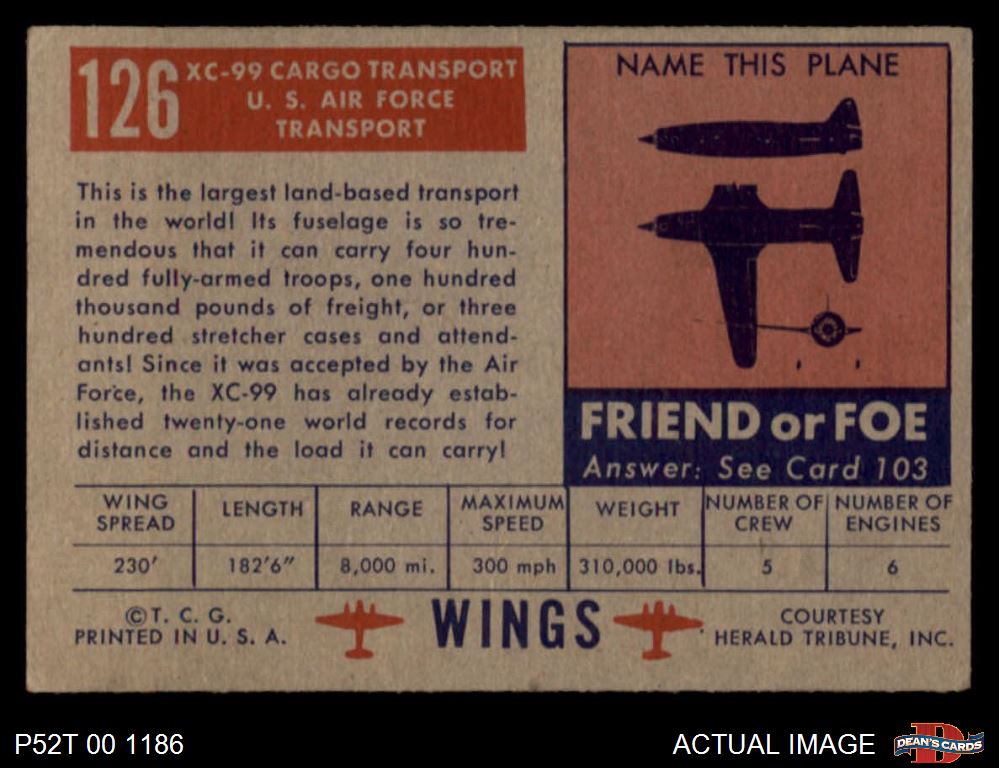 126
XC-99 CARGO TRANSPORT
U. S. AIR FORCE
TRANSPORT
This is the largest land-based transport
in the world! Its fuselage is so tre-
mendous that it can carry four hun-
dred fully-armed troops, one hundred
thousand pounds of freight, or three
hundred stretcher cases and attend-
ants! Since it was accepted by the Air
Force, the XC-99 has already estab-
lished twenty-one world records for
distance and the load it can carry!
NAME THIS PLANE
FRIEND or FOE
Answer: See Card 103
WING SPREAD LENGTH RANGE MAXIMUM SPEED WEIGHT NUMBER OF CREW NUMBER OF ENGINES
230' 182'6" 8,000 mi. 300 mph 310,000 lbs. 5 6
©T. C. G.
PRINTED IN U. S. A.
WINGS
COURTESY
HERALD TRIBUNE, INC.
P52T 00 1186
ACTUAL IMAGE
D
DEAN'S CARDS